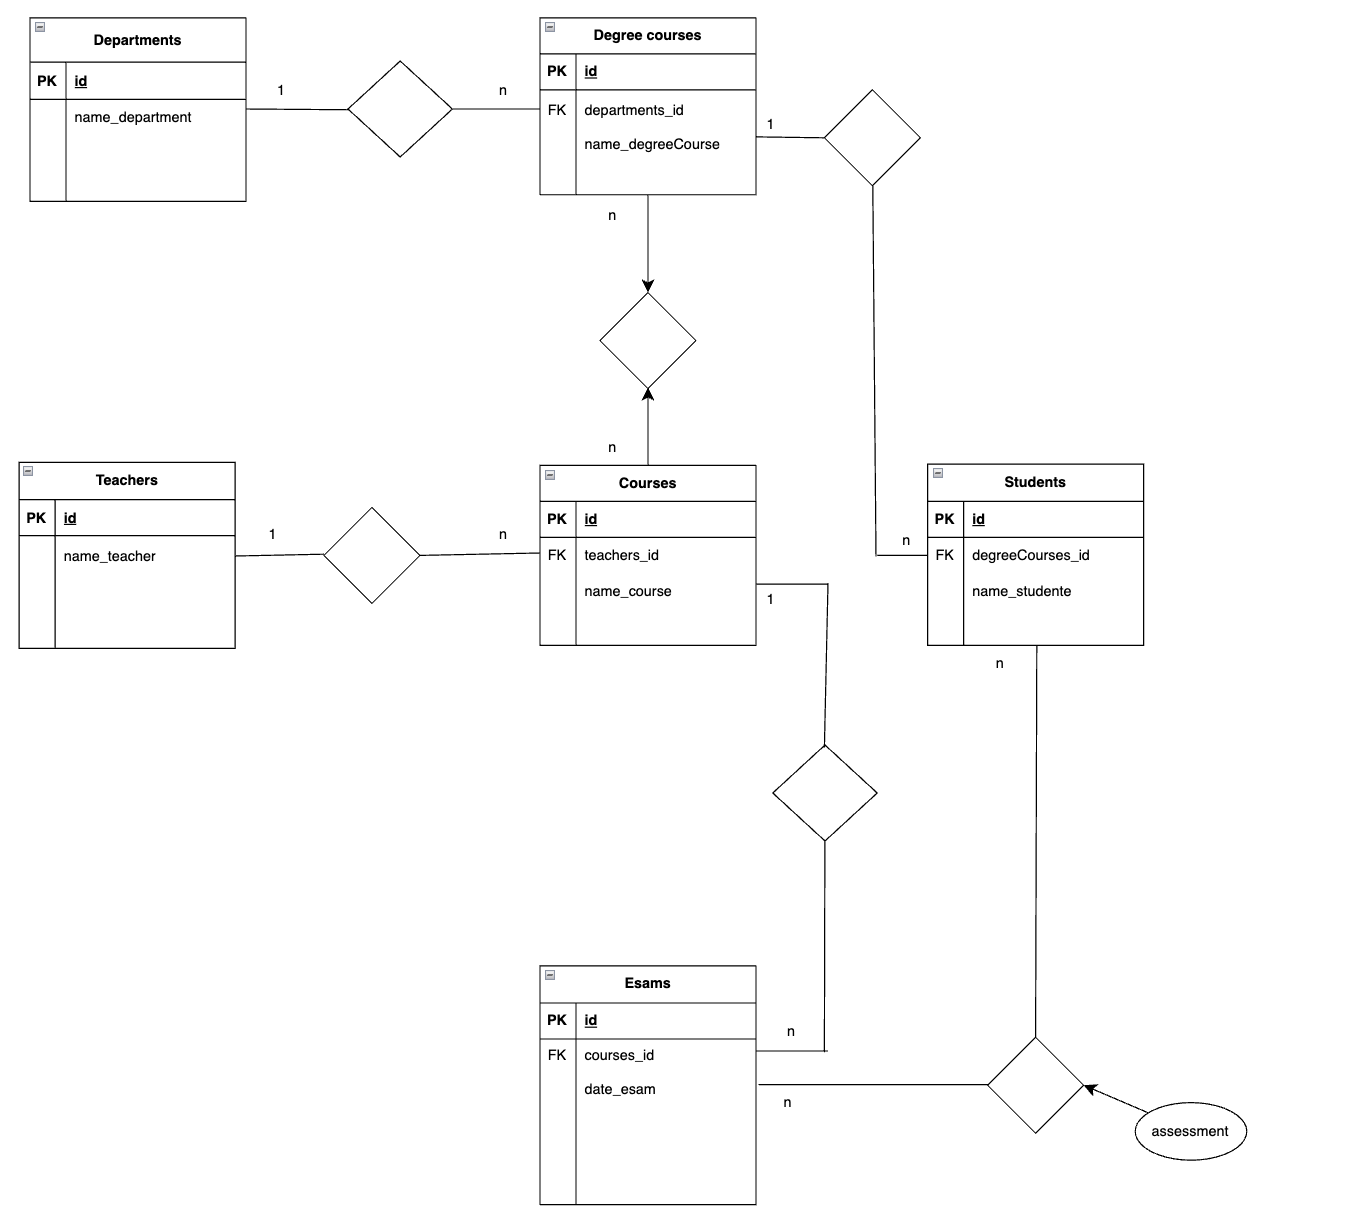 Departments
PK id
name_department
1
n
Degree courses
PK id
FK departments_id
name_degreeCourse
1
n
n
Teachers
PK id
name_teacher
1
n
Courses
PK id
FK teachers_id
name_course
1
n
Students
PK id
FK degreeCourses_id
name_studente
n
Esams
PK id
FK courses_id
date_esam
n
n
assessment